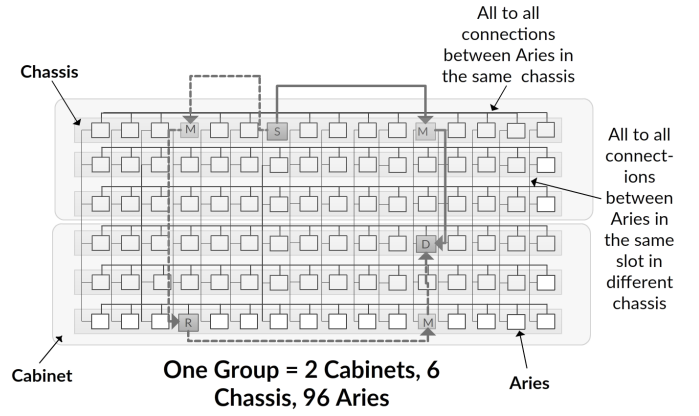 All to all
connections
between Aries in
the same chassis
Chassis
M
S
M
All to all
connect-
ions
between
Aries in
the same
slot in
different
chassis
D
R
M
Cabinet
One Group = 2 Cabinets, 6
Chassis, 96 Aries
Aries